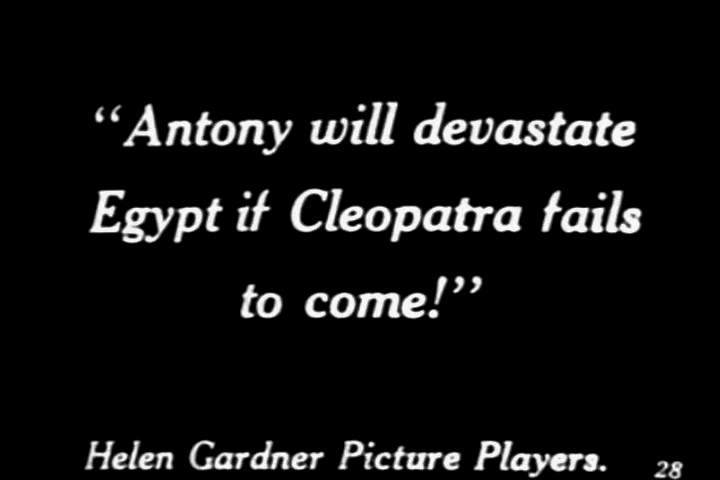 “Antony will devastate
Egypt if Cleopatra fails
to come!”
Helen Gardner Picture Players. 28